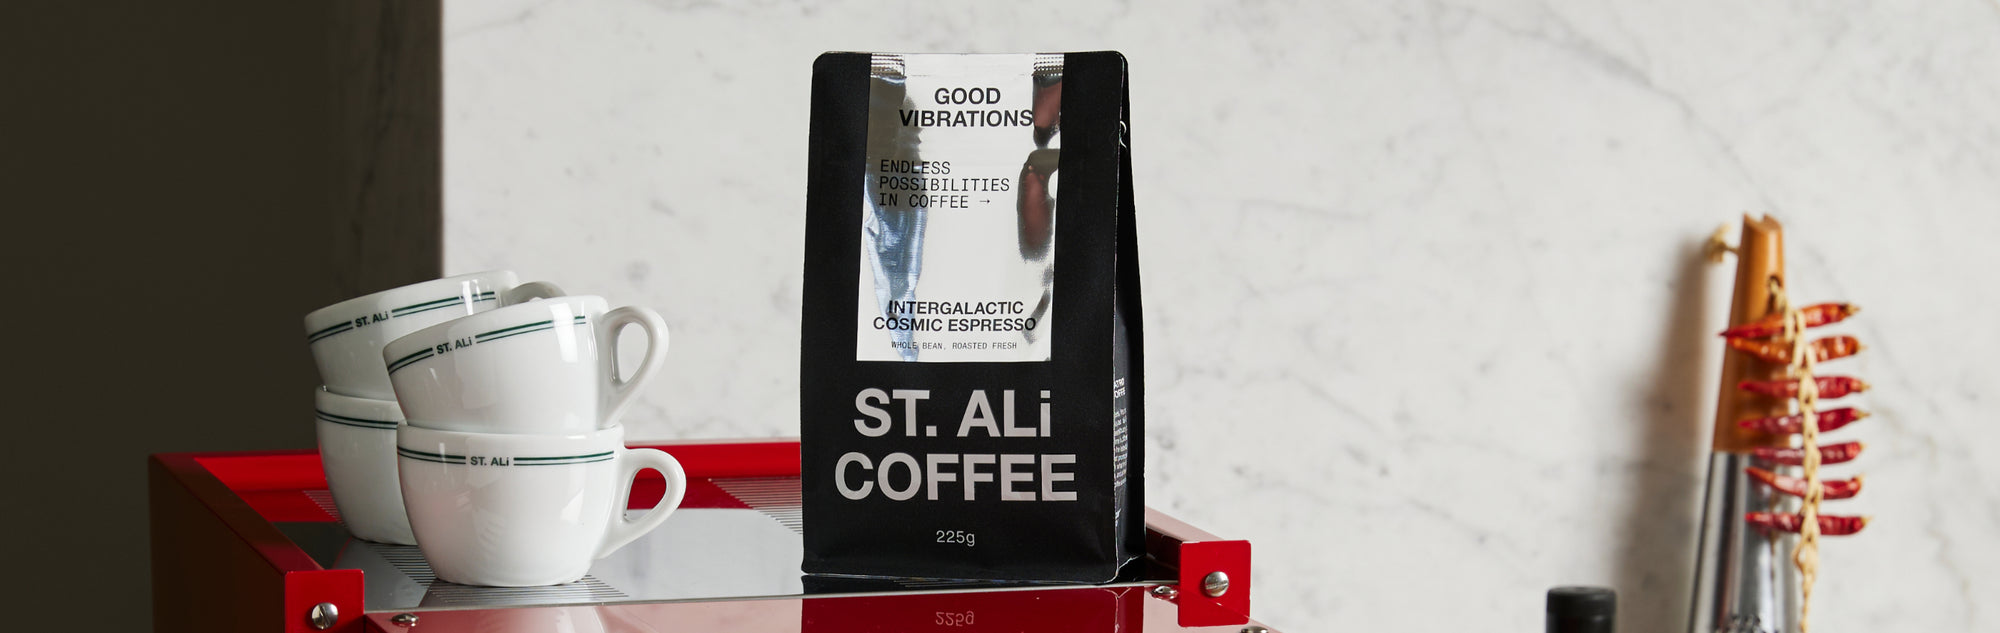 GOOD
VIBRATIONS
ENDLESS
POSSIBILITIES
IN COFFEE →
INTERGALACTIC
COSMIC ESPRESSO
WHOLE BEAN, ROASTED FRESH
ST. ALi
COFFEE
225g
ST. ALi
ST. ALi
ST. ALi
225g